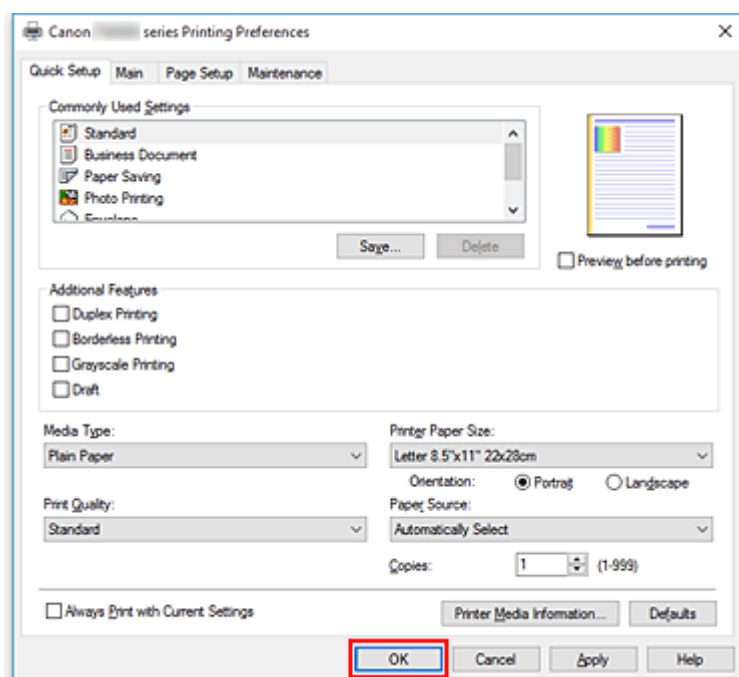 Canon series Printing Preferences
Quick Setup Main Page Setup Maintenance
Commonly Used Settings
Standard
Business Document
Paper Saving
Photo Printing
Envelope
Save... Delete
Preview before printing
Additional Features
Duplex Printing
Borderless Printing
Grayscale Printing
Draft
Media Type:
Plain Paper
Printer Paper Size:
Letter 8.5"x11" 22x28cm
Orientation: Portrait Landscape
Print Quality:
Standard
Paper Source:
Automatically Select
Copies: 1 (1-999)
Always Print with Current Settings
Printer Media Information... Defaults
OK Cancel Apply Help